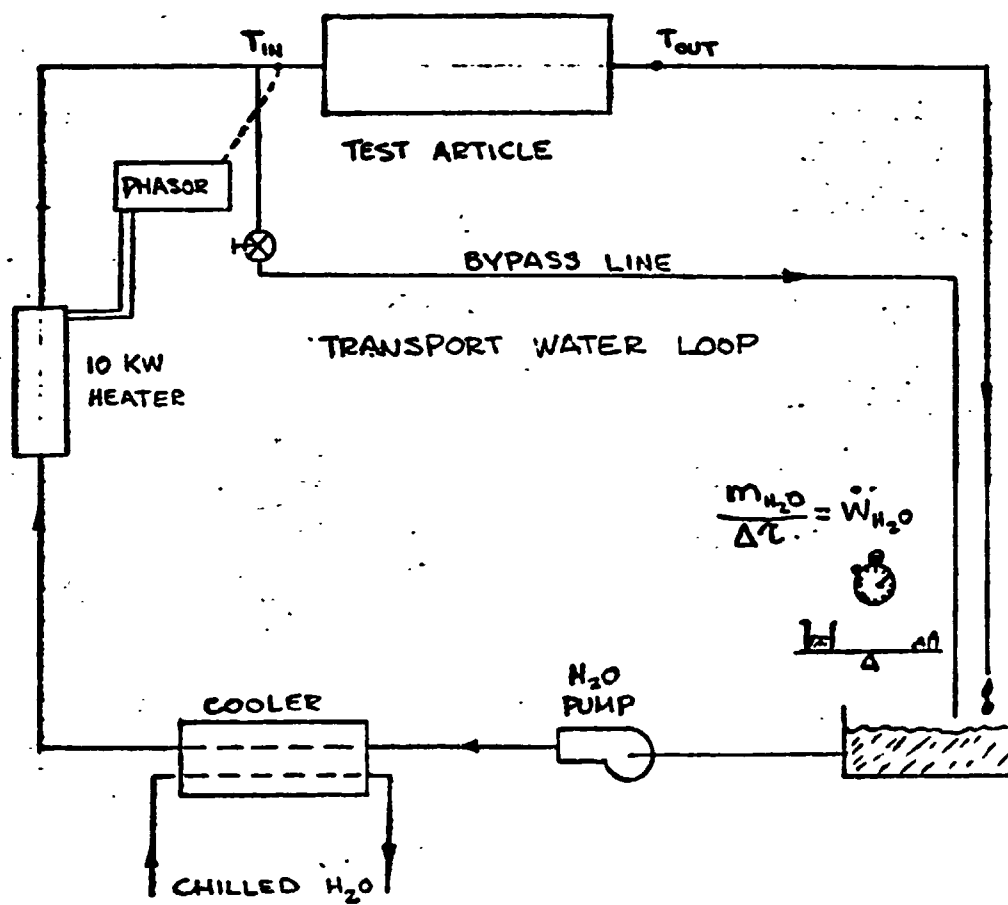 T_IN
T_OUT
TEST ARTICLE
PHASOR
BYPASS LINE
TRANSPORT WATER LOOP
10 KW
HEATER
m_H₂O / Δτ = Ẇ_H₂O
H₂O
PUMP
COOLER
CHILLED H₂O